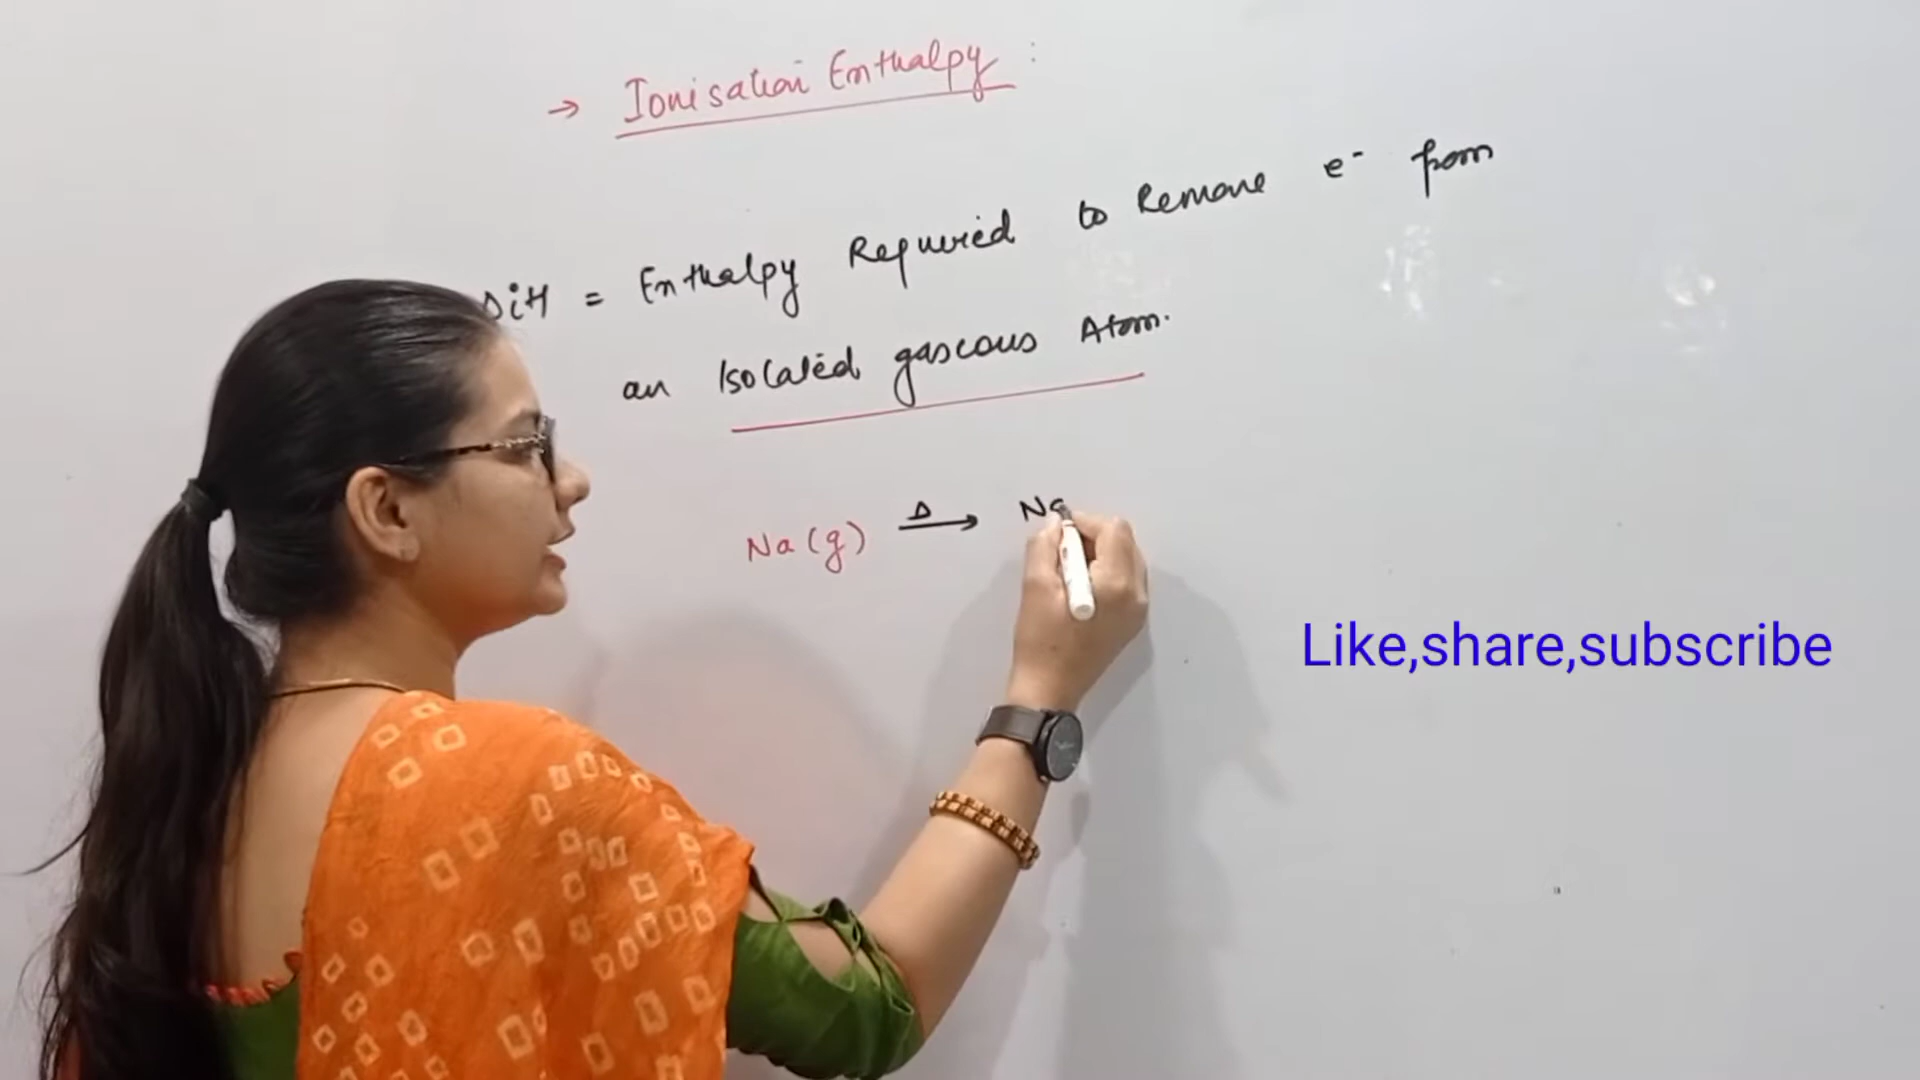 → Ionisation Enthalpy :
ΔiH = Enthalpy Required to Remove e⁻ from
an Isolated gaseous Atom.
Na (g) Δ→ Na
Like,share,subscribe